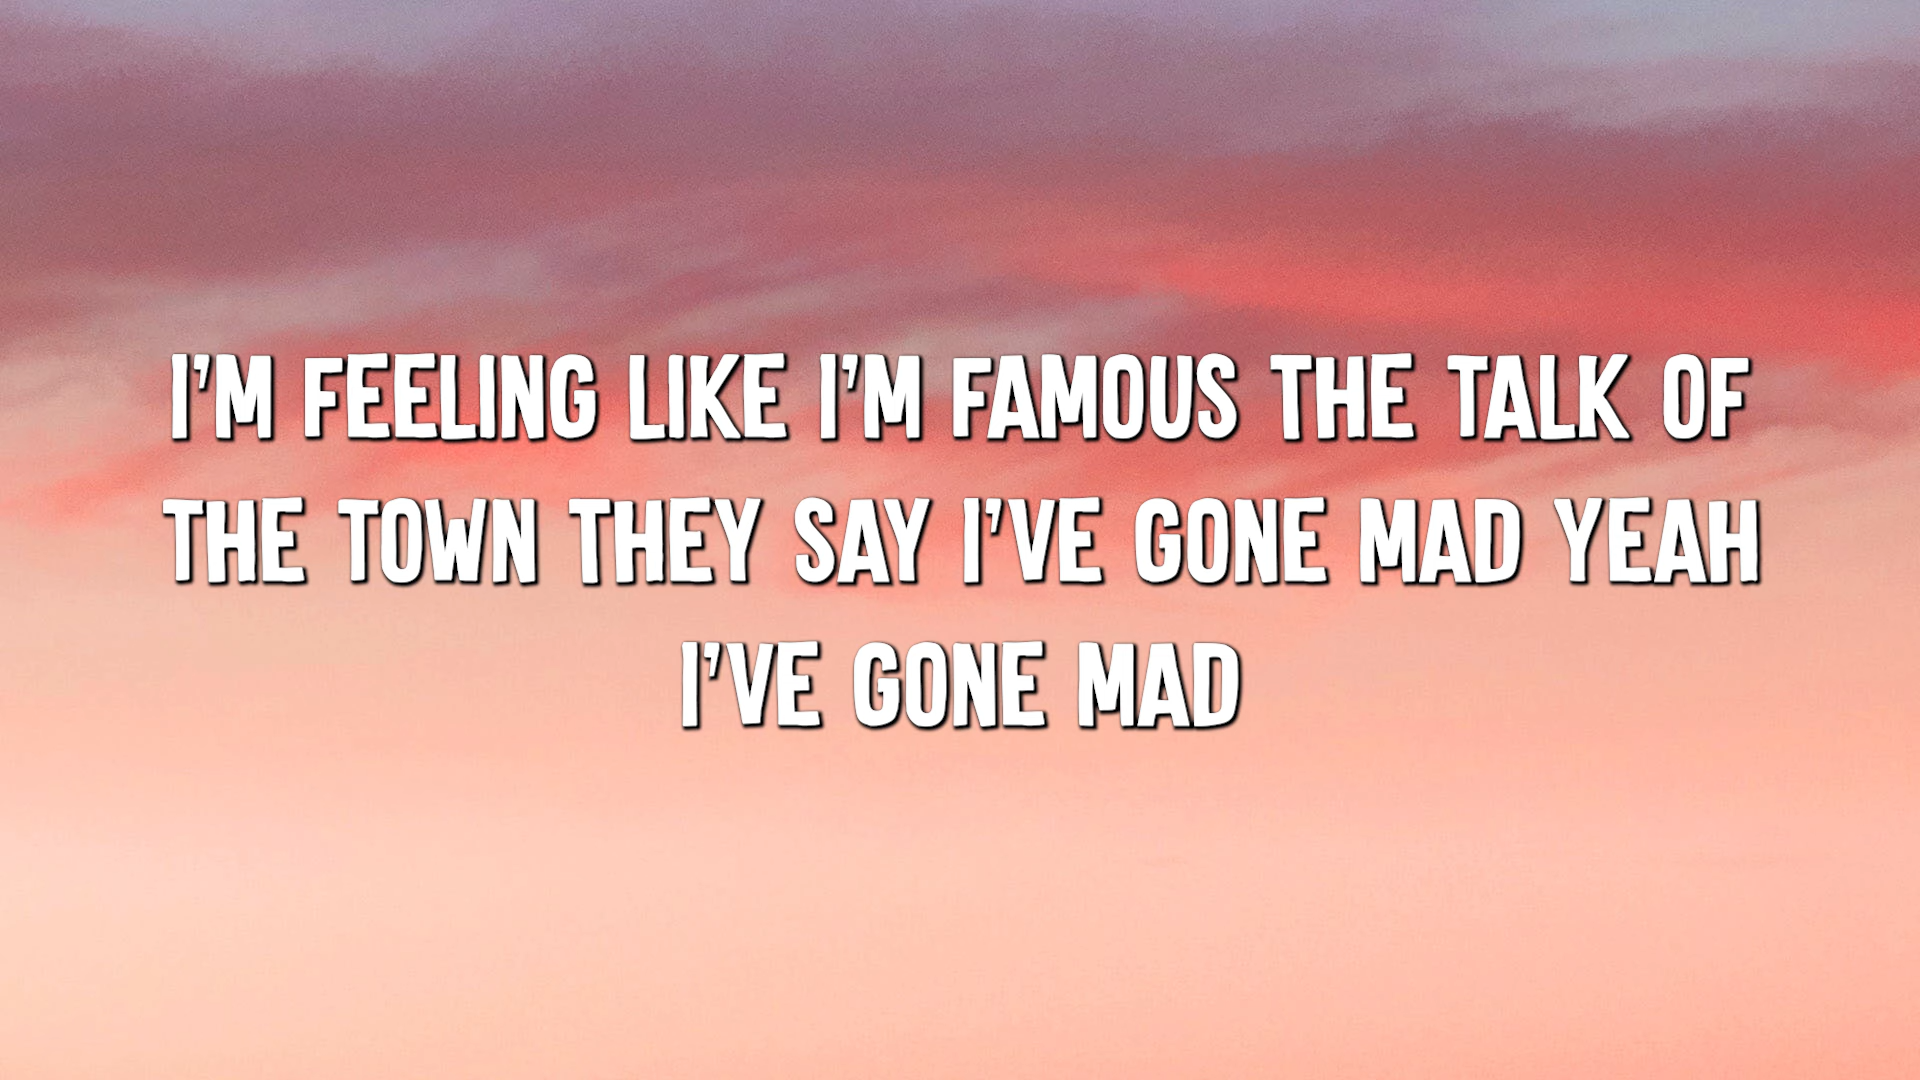 I'M FEELING LIKE I'M FAMOUS THE TALK OF
THE TOWN THEY SAY I'VE GONE MAD YEAH
I'VE GONE MAD